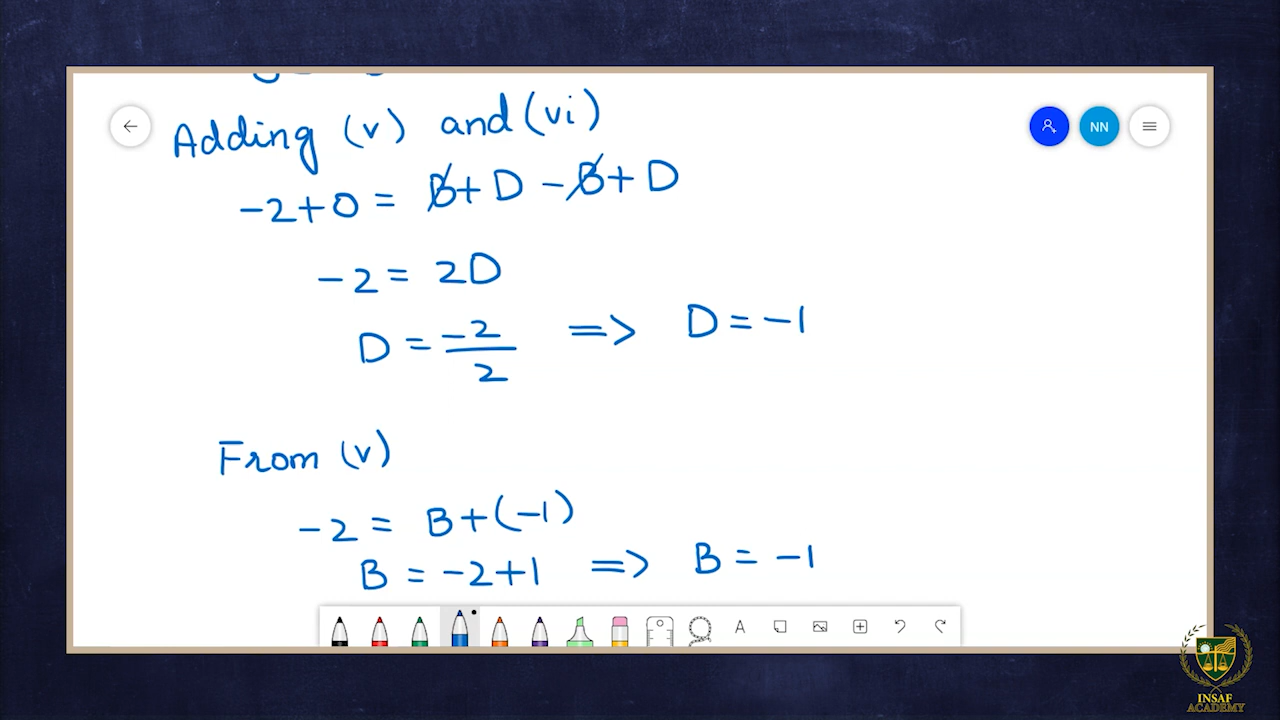 Adding (v) and (vi)
NN
-2+0 = B+ D -B+ D
-2 = 2D
D = -2/2 => D = -1
From (v)
-2 = B+(-1)
B = -2+1 => B = -1
A
INSAF
ACADEMY